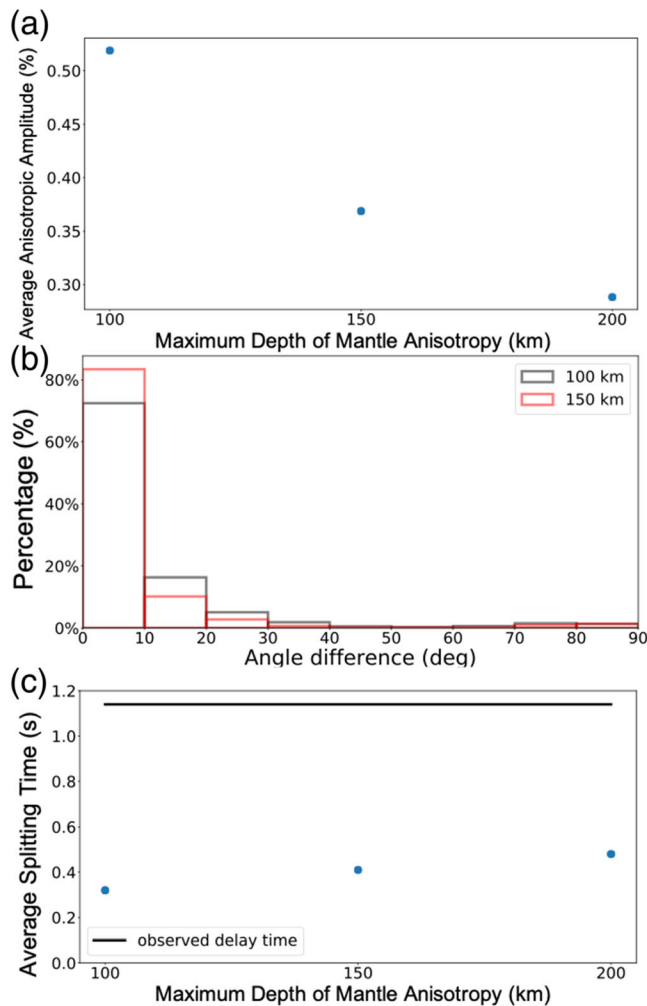 (a)
Average Anisotropic Amplitude (%)
0.50
0.45
0.40
0.35
0.30
100 150 200
Maximum Depth of Mantle Anisotropy (km)
(b)
Percentage (%)
80%
60%
40%
20%
0%
100 km
150 km
0 10 20 30 40 50 60 70 80 90
Angle difference (deg)
(c)
Average Splitting Time (s)
1.2
1.0
0.8
0.6
0.4
0.2
0.0
observed delay time
100 150 200
Maximum Depth of Mantle Anisotropy (km)